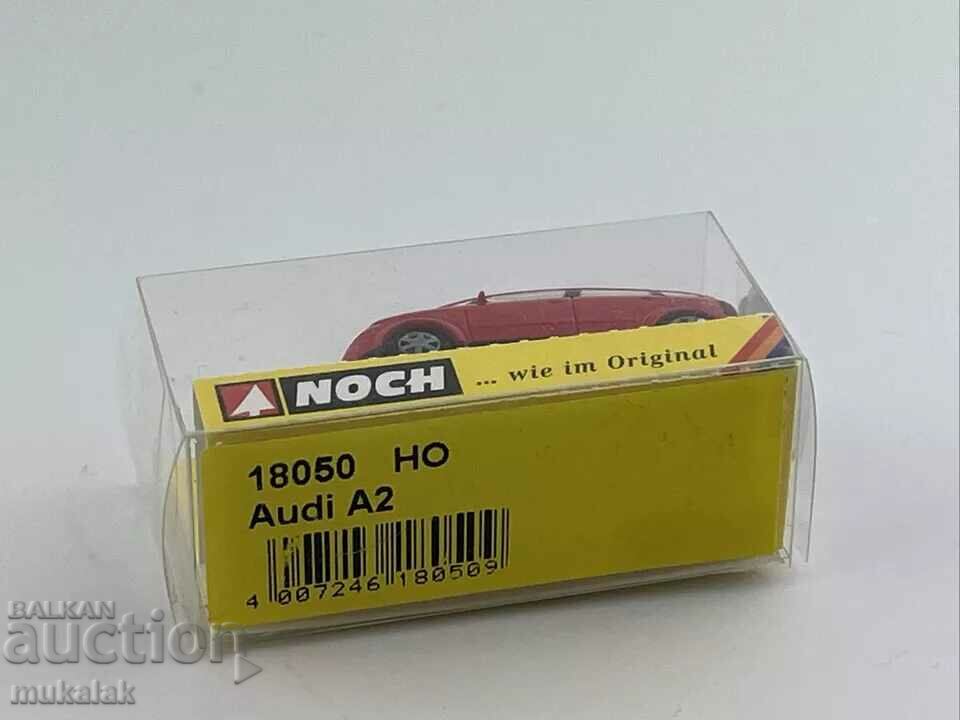 NOCH ... wie im Original
18050 HO
Audi A2
4 007246 180509
BALKAN
auction
mukalak